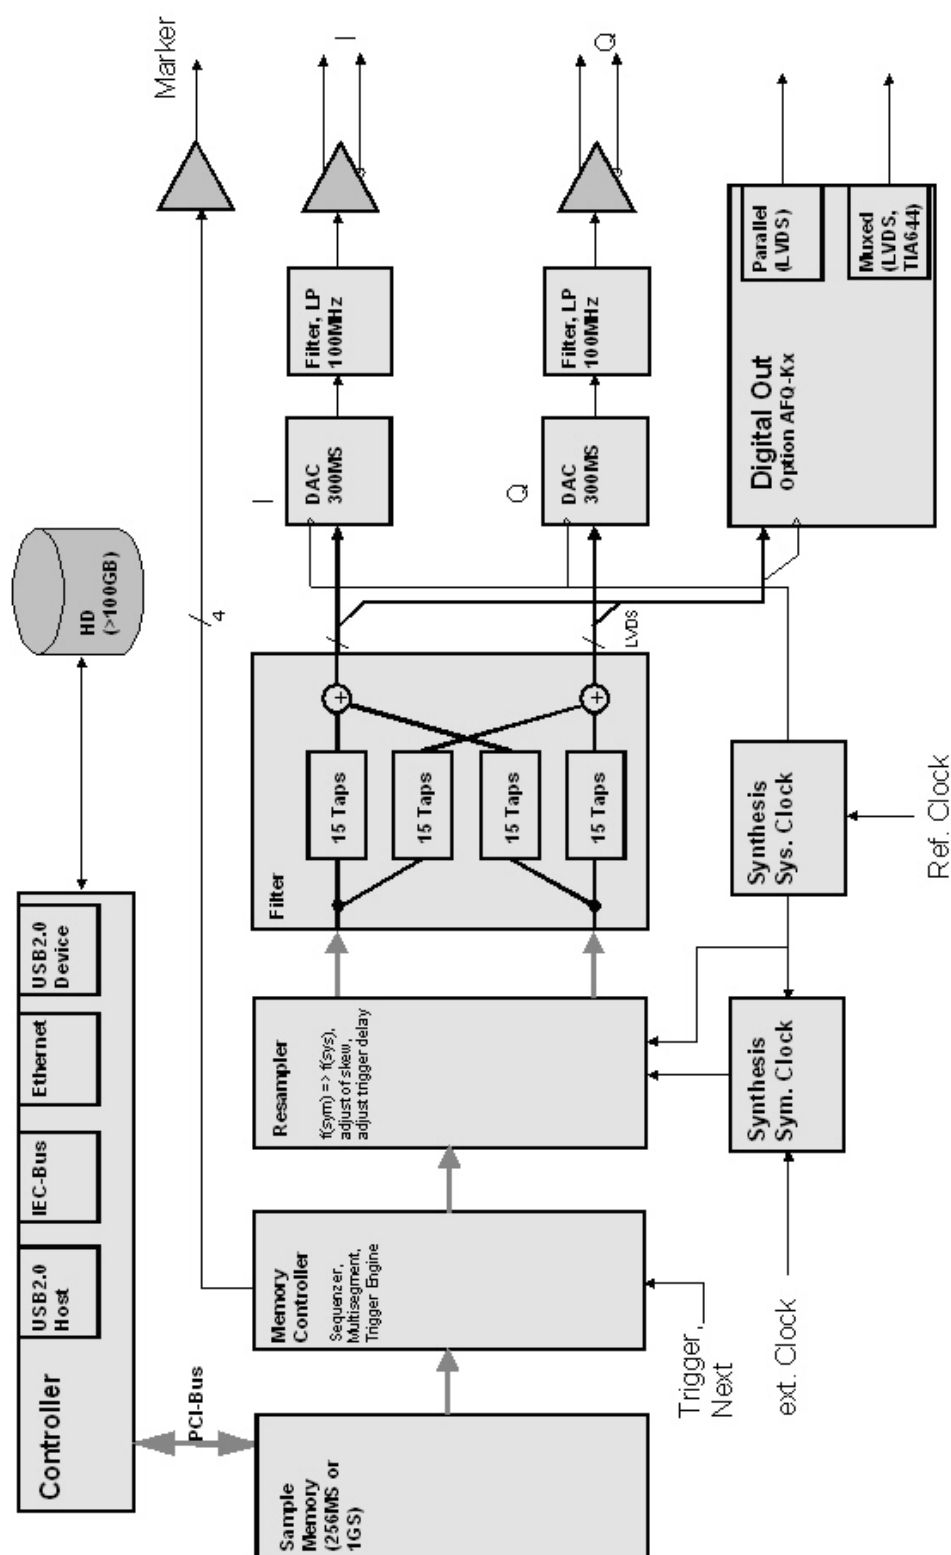 Controller
USB2.0
Host
IEC-Bus
Ethernet
USB2.0
Device
HD
(>100GB)
PCI-Bus
Sample
Memory
(256MS or
1GS)
Memory
Controller
Sequenzer,
Multisegment,
Trigger Engine
Resampler
f(sym) => f(sys),
adjust of skew,
adjust trigger delay
Filter
15 Taps
15 Taps
15 Taps
15 Taps
+
+
4
LVDS
I
DAC
300MS
Filter, LP
100MHz
I
Q
DAC
300MS
Filter, LP
100MHz
Q
Marker
Trigger,
Next
ext. Clock
Synthesis
Sym. Clock
Synthesis
Sys. Clock
Ref. Clock
Digital Out
Option AFQ-Kx
Parallel
(LVDS)
Muxed
(LVDS,
TIA644)